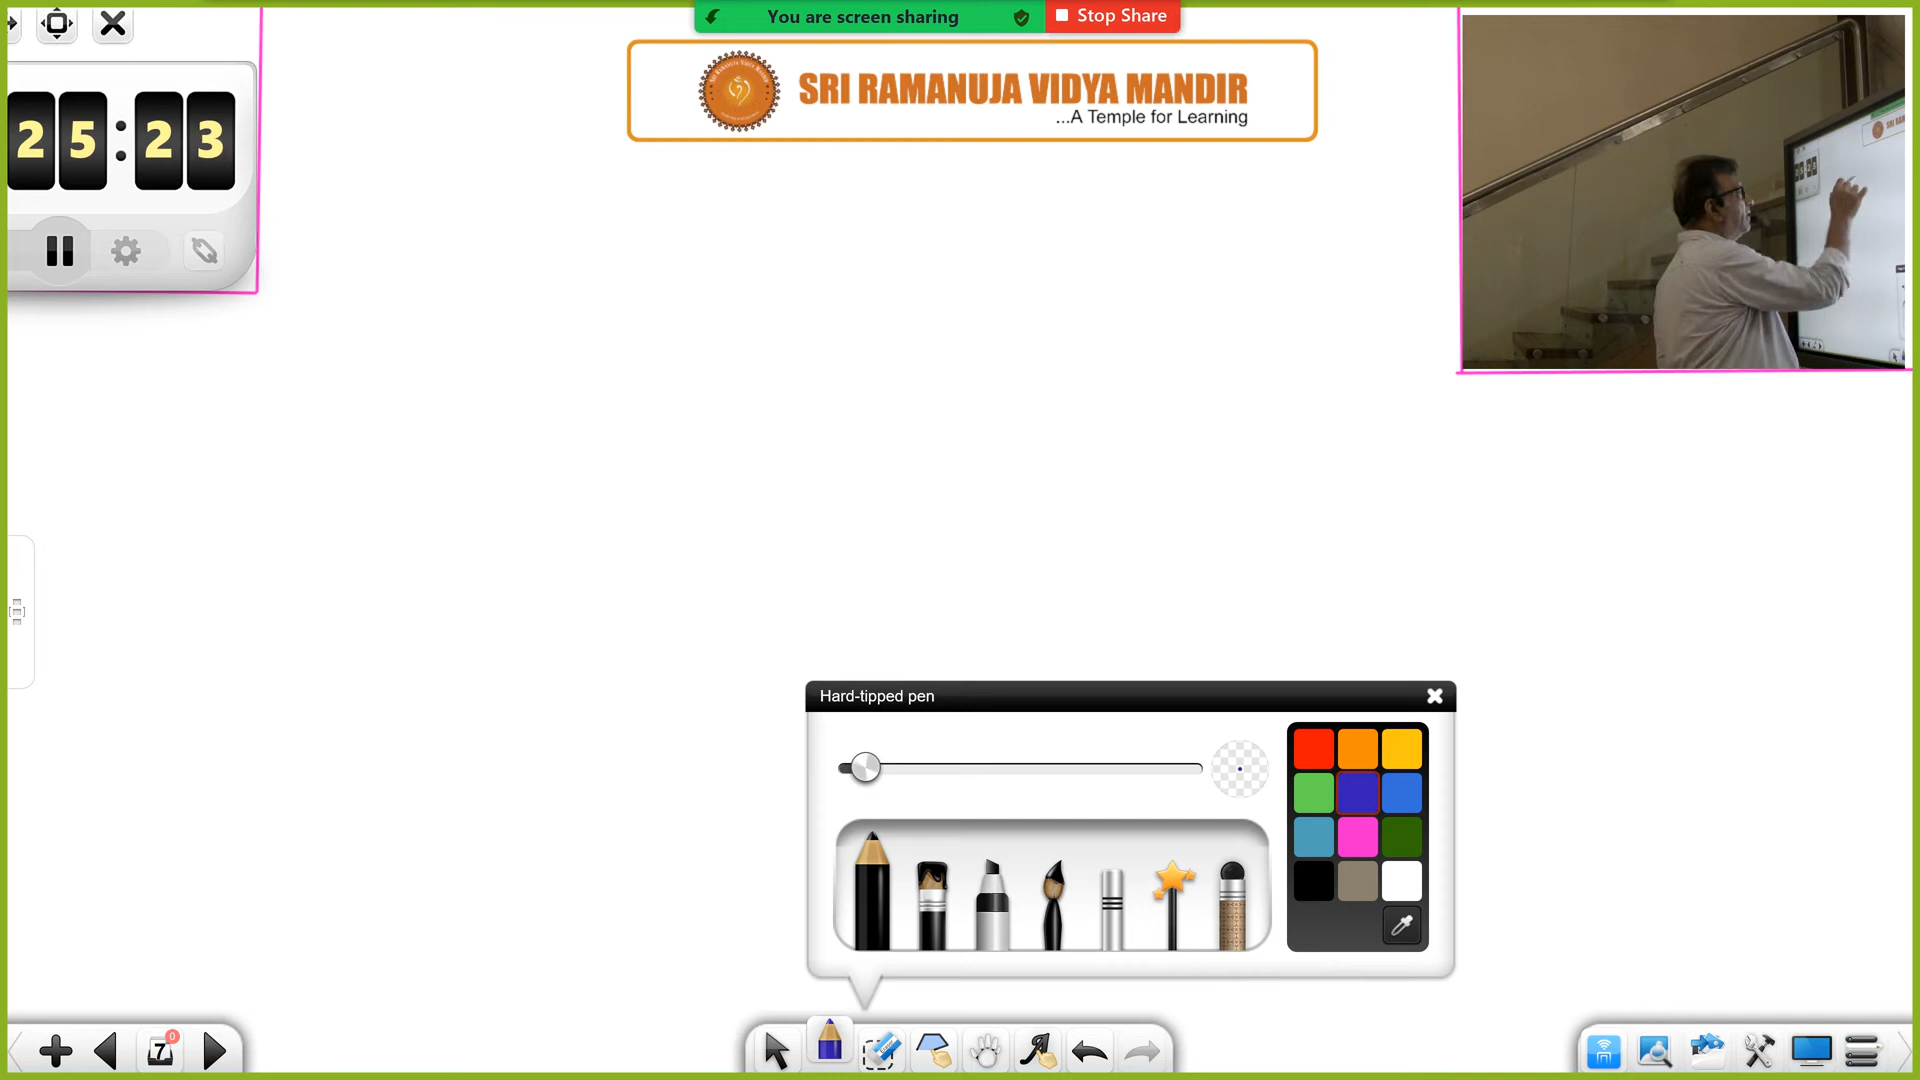 You are screen sharing
Stop Share
SRI RAMANUJA VIDYA MANDIR
...A Temple for Learning
25:23
Hard-tipped pen
7
0